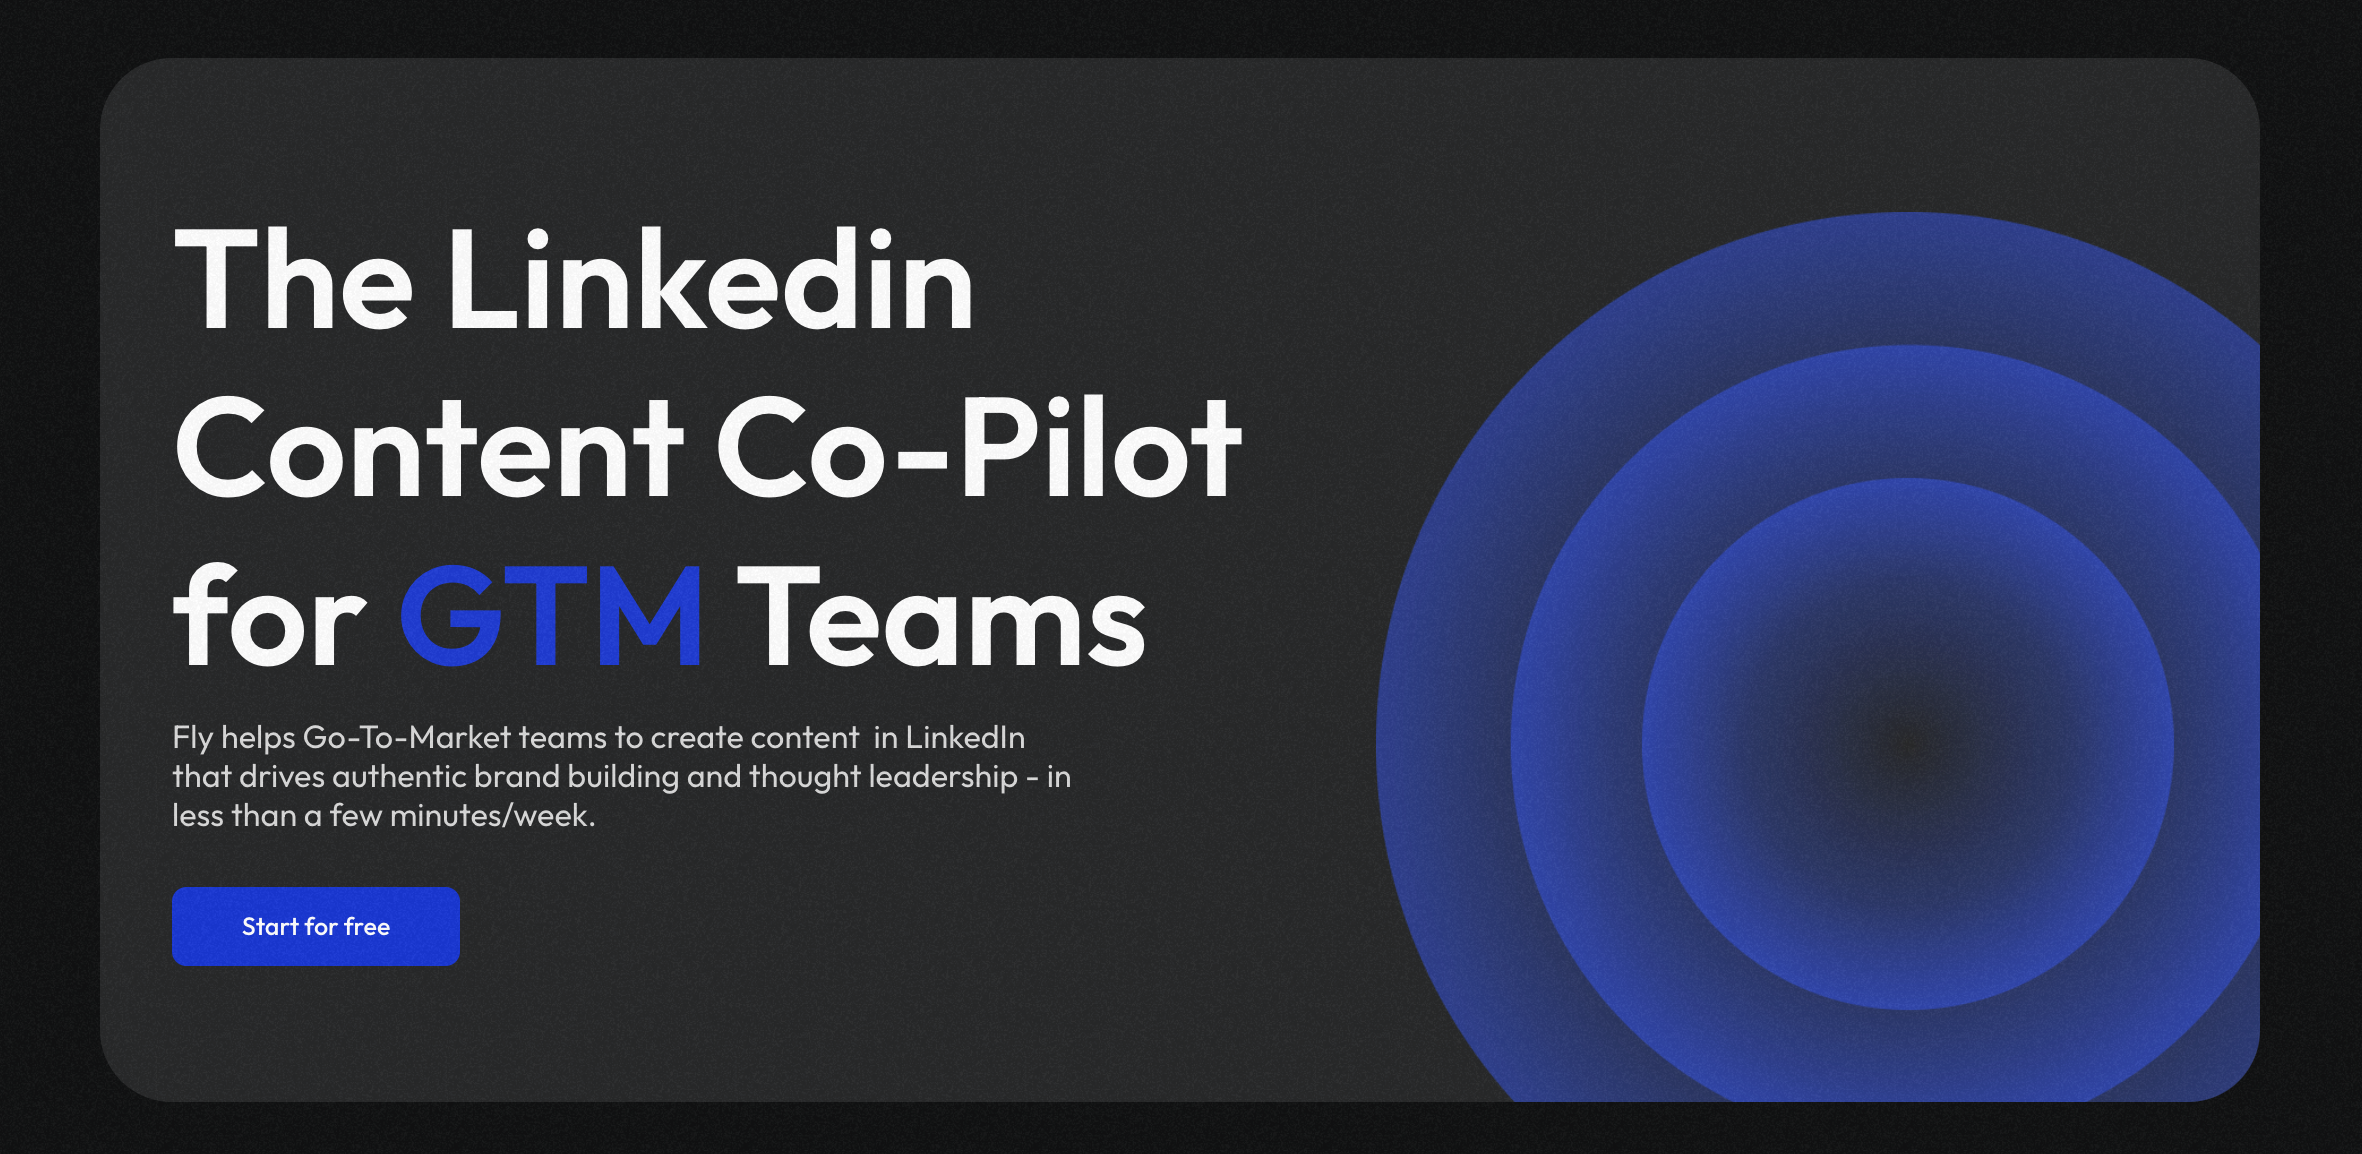 The Linkedin
Content Co-Pilot
for GTM Teams
Fly helps Go-To-Market teams to create content  in LinkedIn
that drives authentic brand building and thought leadership - in
less than a few minutes/week.
Start for free